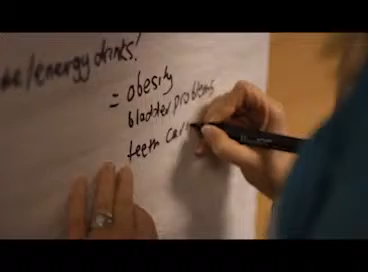 /energy drinks!
= obesity
bladder problems
teeth